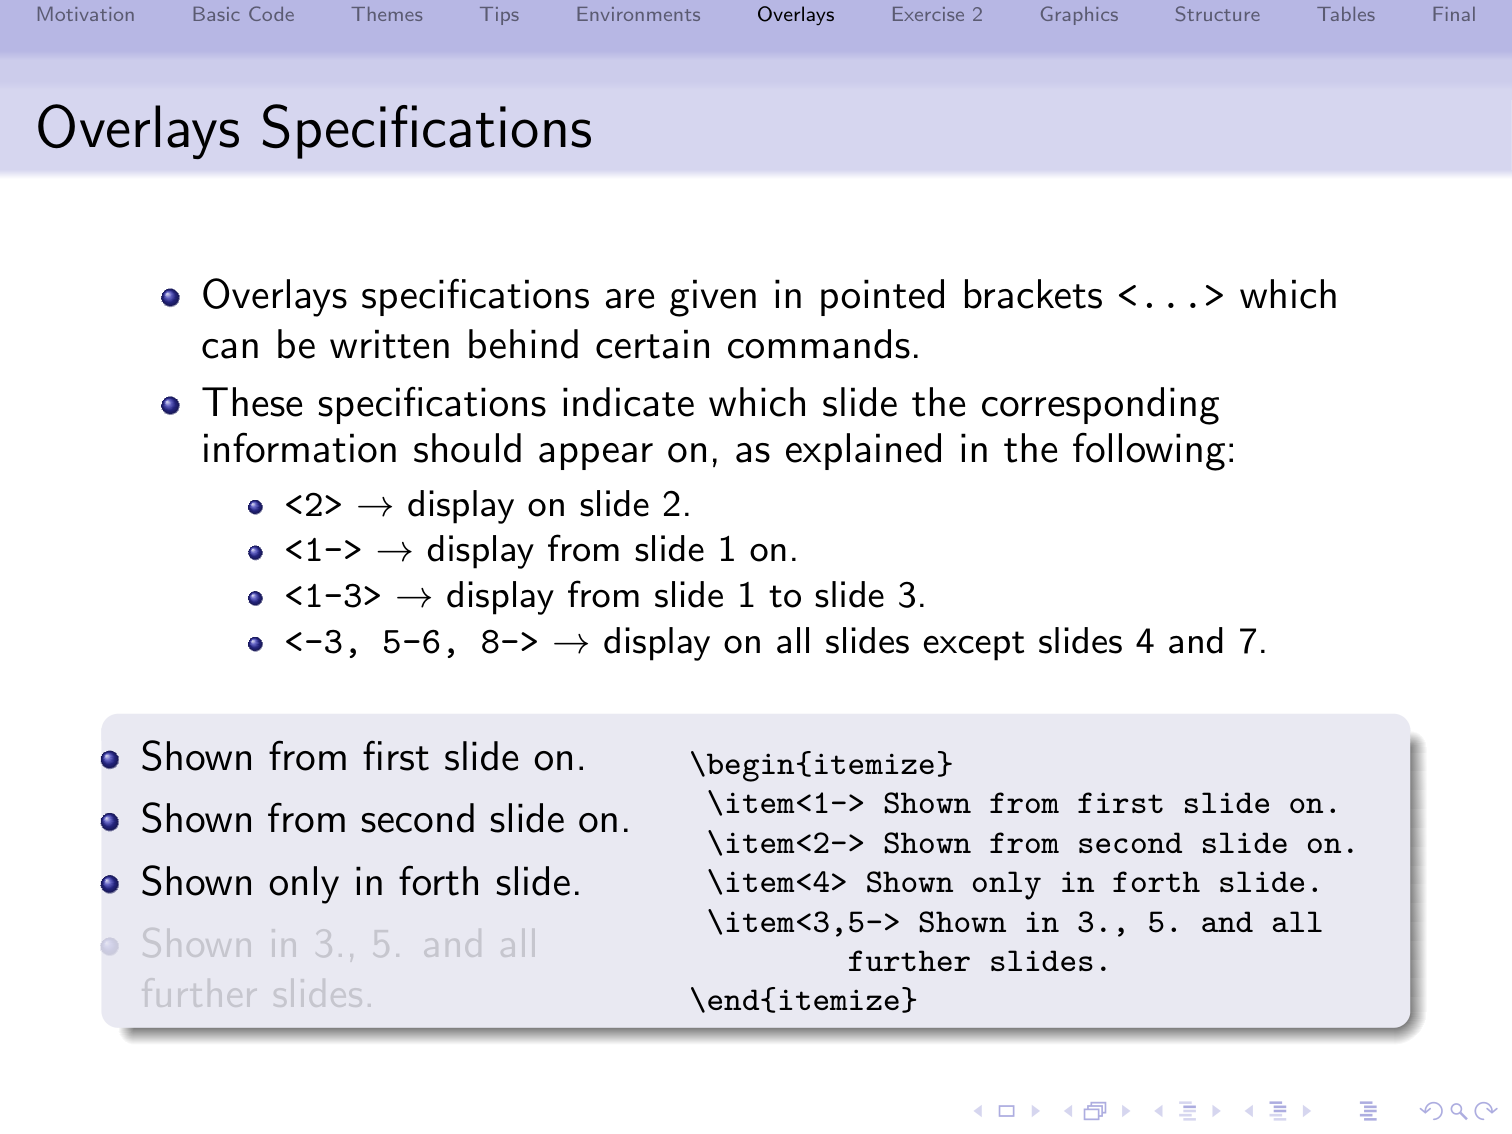 Motivation Basic Code Themes Tips Environments Overlays Exercise 2 Graphics Structure Tables Final
Overlays Specifications
Overlays specifications are given in pointed brackets <...> which
can be written behind certain commands.
These specifications indicate which slide the corresponding
information should appear on, as explained in the following:
<2> → display on slide 2.
<1-> → display from slide 1 on.
<1-3> → display from slide 1 to slide 3.
<-3, 5-6, 8-> → display on all slides except slides 4 and 7.
Shown from first slide on.
Shown from second slide on.
Shown only in forth slide.
Shown in 3., 5. and all
further slides.
\begin{itemize}
\item<1-> Shown from first slide on.
\item<2-> Shown from second slide on.
\item<4> Shown only in forth slide.
\item<3,5-> Shown in 3., 5. and all
further slides.
\end{itemize}